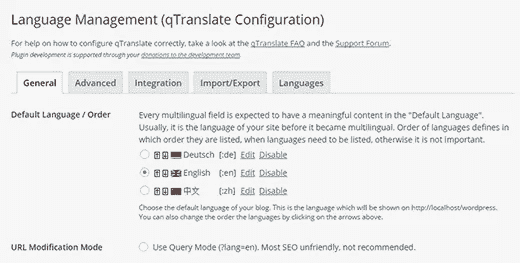 Language Management (qTranslate Configuration)
For help on how to configure qTranslate correctly, take a look at the qTranslate FAQ and the Support Forum.
Plugin development is supported through your donations to the development team.
General Advanced Integration Import/Export Languages
Default Language / Order
Every multilingual field is expected to have a meaningful content in the "Default Language".
Usually, it is the language of your site before it became multilingual. Order of languages defines in
which order they are listed, when languages need to be listed, otherwise it is not important.
Deutsch [:de] Edit Disable
English [:en] Edit Disable
中文 [:zh] Edit Disable
Choose the default language of your blog. This is the language which will be shown on http://localhost/wordpress.
You can also change the order the languages by clicking on the arrows above.
URL Modification Mode
Use Query Mode (?lang=en). Most SEO unfriendly, not recommended.